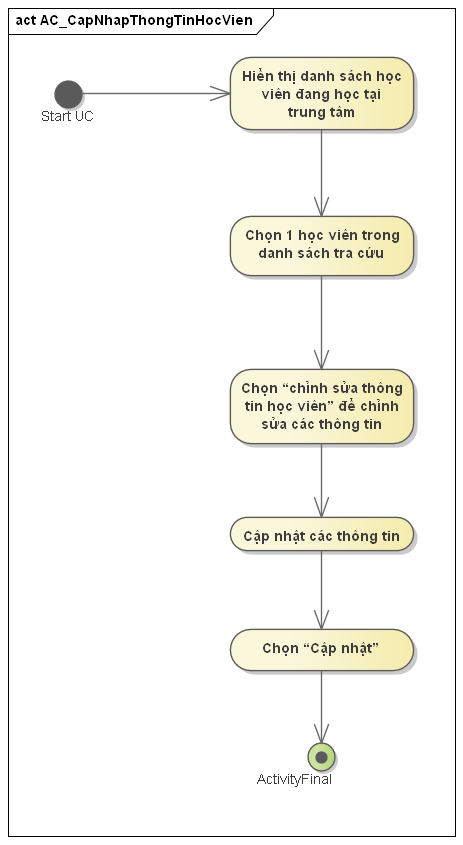 act AC_CapNhapThongTinHocVien
Start UC
Hiển thị danh sách học
viên đang học tại
trung tâm
Chọn 1 học viên trong
danh sách tra cứu
Chọn “chỉnh sửa thông
tin học viên” để chỉnh
sửa các thông tin
Cập nhật các thông tin
Chọn “Cập nhật”
ActivityFinal